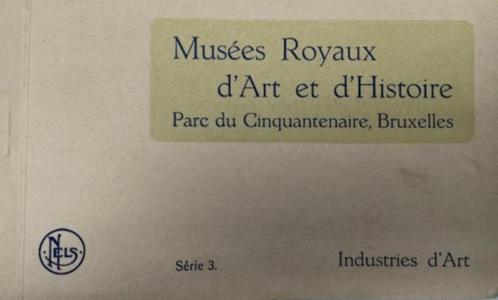 Musées Royaux
d'Art et d'Histoire
Parc du Cinquantenaire, Bruxelles
NELS
Série 3.
Industries d'Art